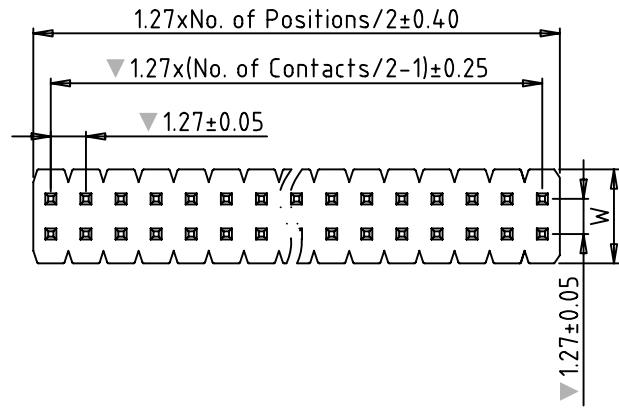 1.27xNo. of Positions/2±0.40
▼ 1.27x(No. of Contacts/2-1)±0.25
▼ 1.27±0.05
W
▼ 1.27±0.05